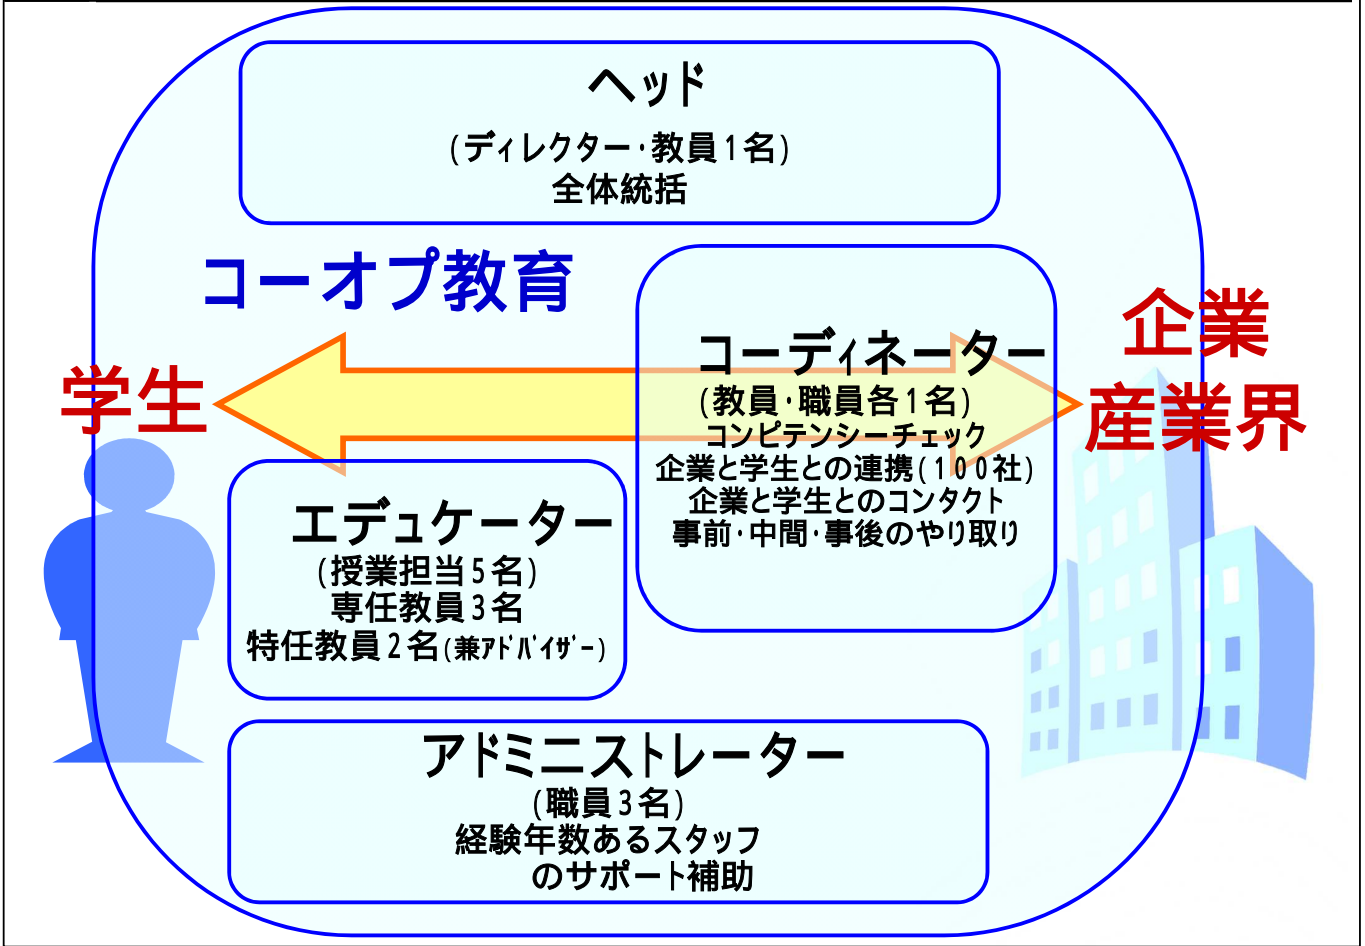 ヘッド
(ディレクター・教員1名)
全体統括
コーオプ教育
学生
企業
産業界
コーディネーター
(教員・職員各1名)
コンピテンシーチェック
企業と学生との連携(100社)
企業と学生とのコンタクト
事前・中間・事後のやり取り
エデュケーター
(授業担当5名)
専任教員3名
特任教員2名(兼ｱﾄﾞﾊﾞｲｻﾞｰ)
アドミニストレーター
(職員3名)
経験年数あるスタッフ
のサポート補助